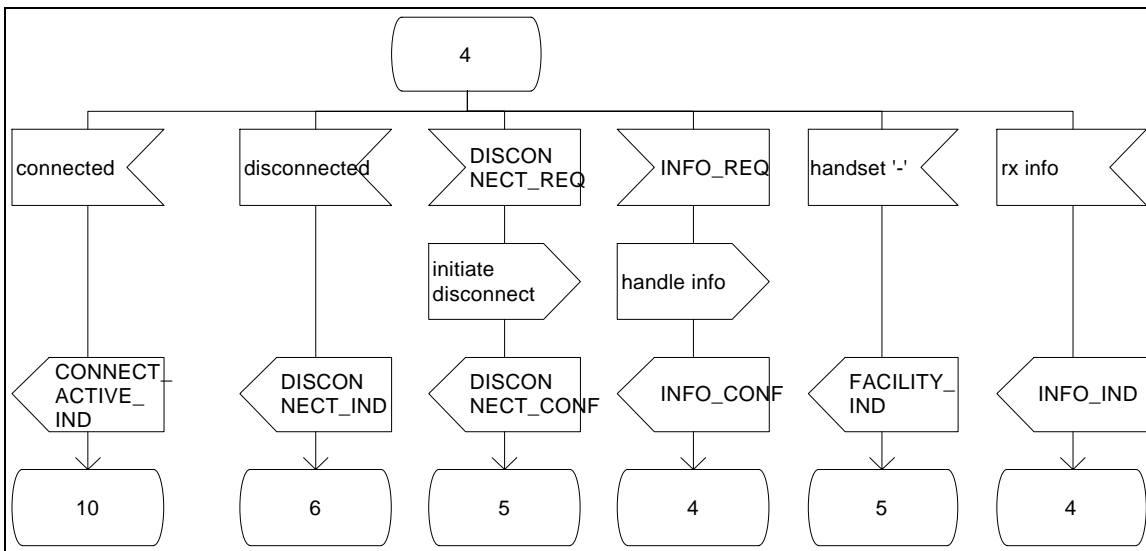 4
connected
disconnected
DISCON
NECT_REQ
INFO_REQ
handset '-'
rx info
initiate
disconnect
handle info
CONNECT_
ACTIVE_
IND
DISCON
NECT_IND
DISCON
NECT_CONF
INFO_CONF
FACILITY_
IND
INFO_IND
10
6
5
4
5
4